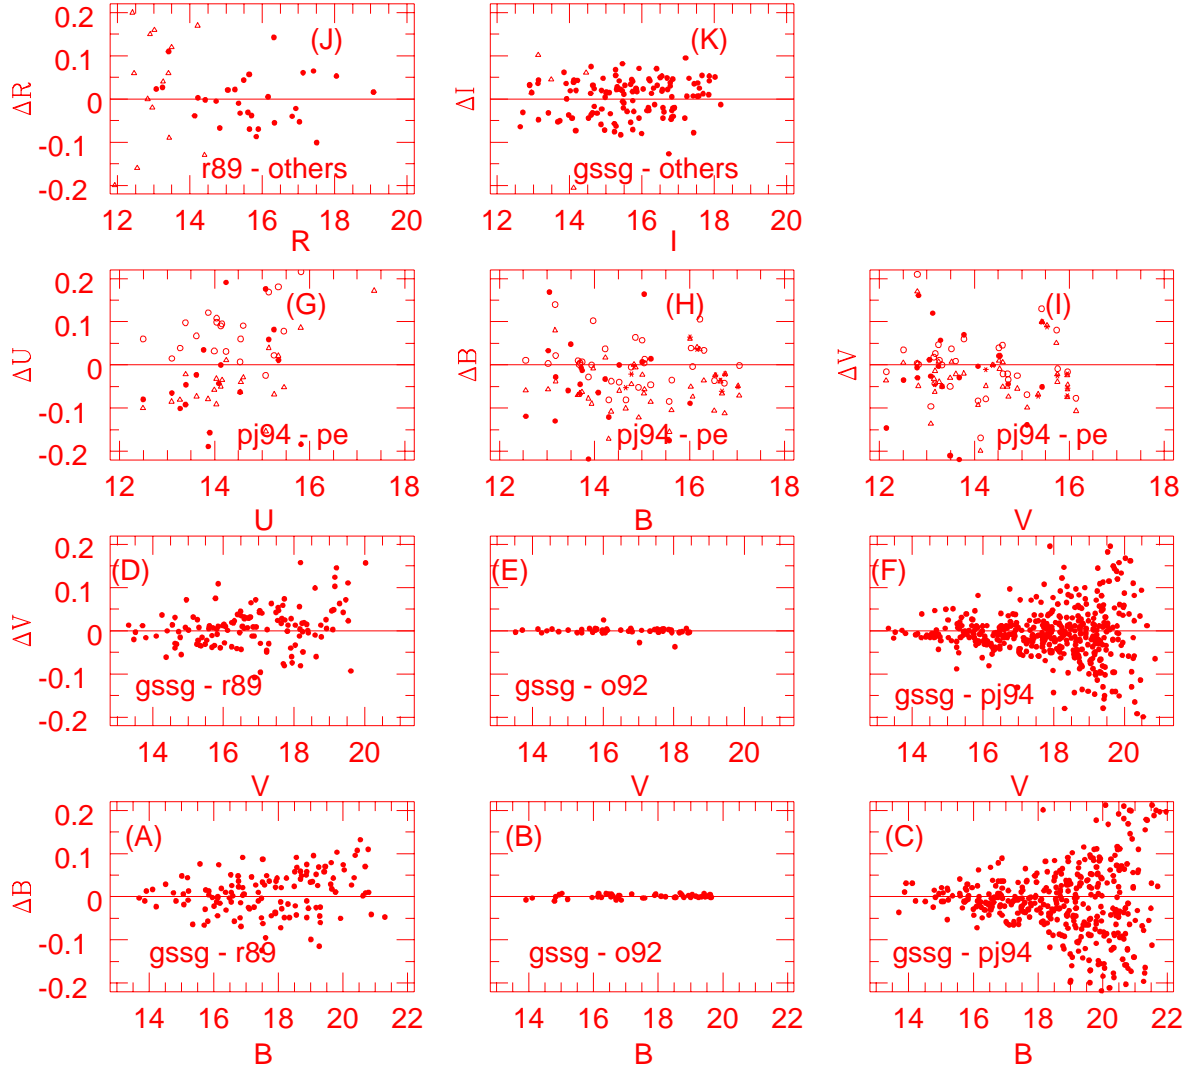 0.2
0.1
0
-0.1
-0.2
ΔR
(J)
r89 - others
12 14 16 18 20
R
ΔI
(K)
gssg - others
12 14 16 18 20
I
0.2
0.1
0
-0.1
-0.2
ΔU
(G)
pj94 - pe
12 14 16 18
U
ΔB
(H)
pj94 - pe
12 14 16 18
B
ΔV
(I)
pj94 - pe
12 14 16 18
V
0.2
0.1
0
-0.1
-0.2
ΔV
(D)
gssg - r89
14 16 18 20
V
(E)
gssg - o92
14 16 18 20
V
(F)
gssg - pj94
14 16 18 20
V
0.2
0.1
0
-0.1
-0.2
ΔB
(A)
gssg - r89
14 16 18 20 22
B
(B)
gssg - o92
14 16 18 20 22
B
(C)
gssg - pj94
14 16 18 20 22
B